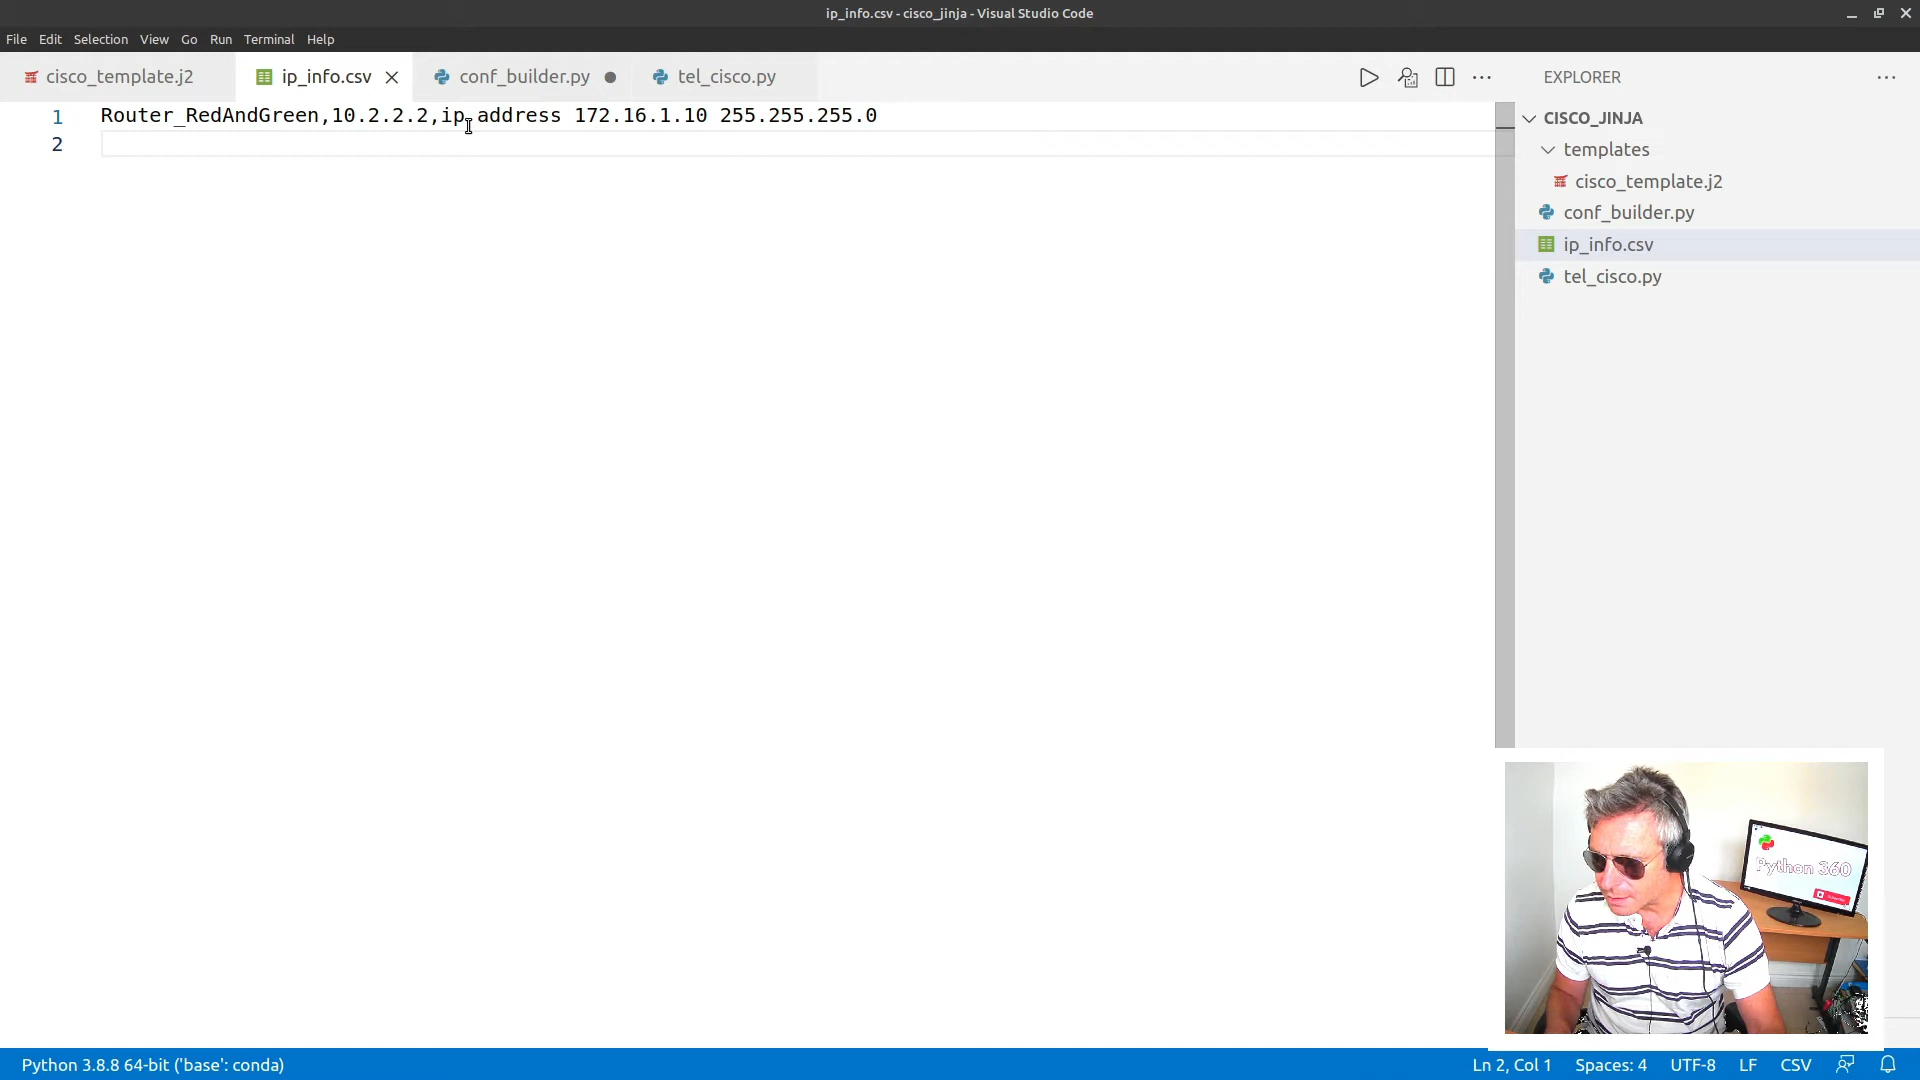 ip_info.csv - cisco_jinja - Visual Studio Code
File Edit Selection View Go Run Terminal Help
cisco_template.j2 ip_info.csv conf_builder.py tel_cisco.py
EXPLORER
1 Router_RedAndGreen,10.2.2.2,ip address 172.16.1.10 255.255.255.0
2
CISCO_JINJA
templates
cisco_template.j2
conf_builder.py
ip_info.csv
tel_cisco.py
Python 360
Python 3.8.8 64-bit ('base': conda) Ln 2, Col 1 Spaces: 4 UTF-8 LF CSV